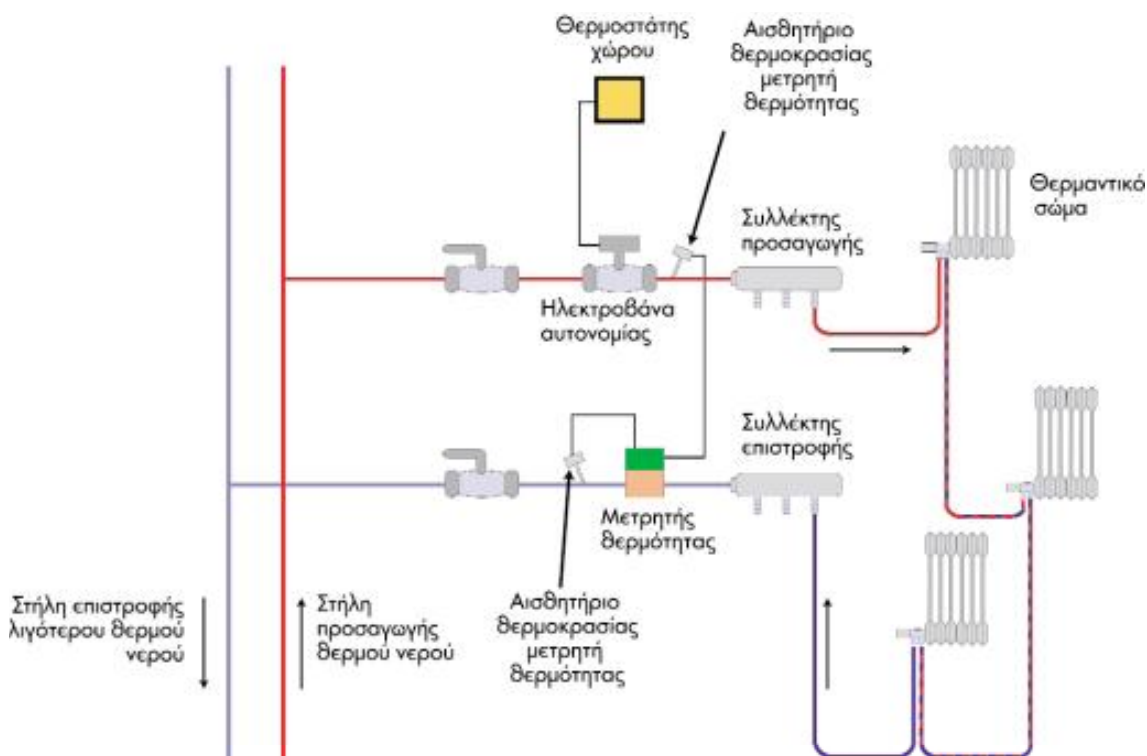 Θερμοστάτης
χώρου
Αισθητήριο
θερμοκρασίας
μετρητή
θερμότητας
Θερμαντικό
σώμα
Συλλέκτης
προσαγωγής
Ηλεκτροβάνα
αυτονομίας
Συλλέκτης
επιστροφής
Μετρητής
θερμότητας
Στήλη επιστροφής
λιγότερου θερμού
νερού
Στήλη
προσαγωγής
θερμού νερού
Αισθητήριο
θερμοκρασίας
μετρητή
θερμότητας